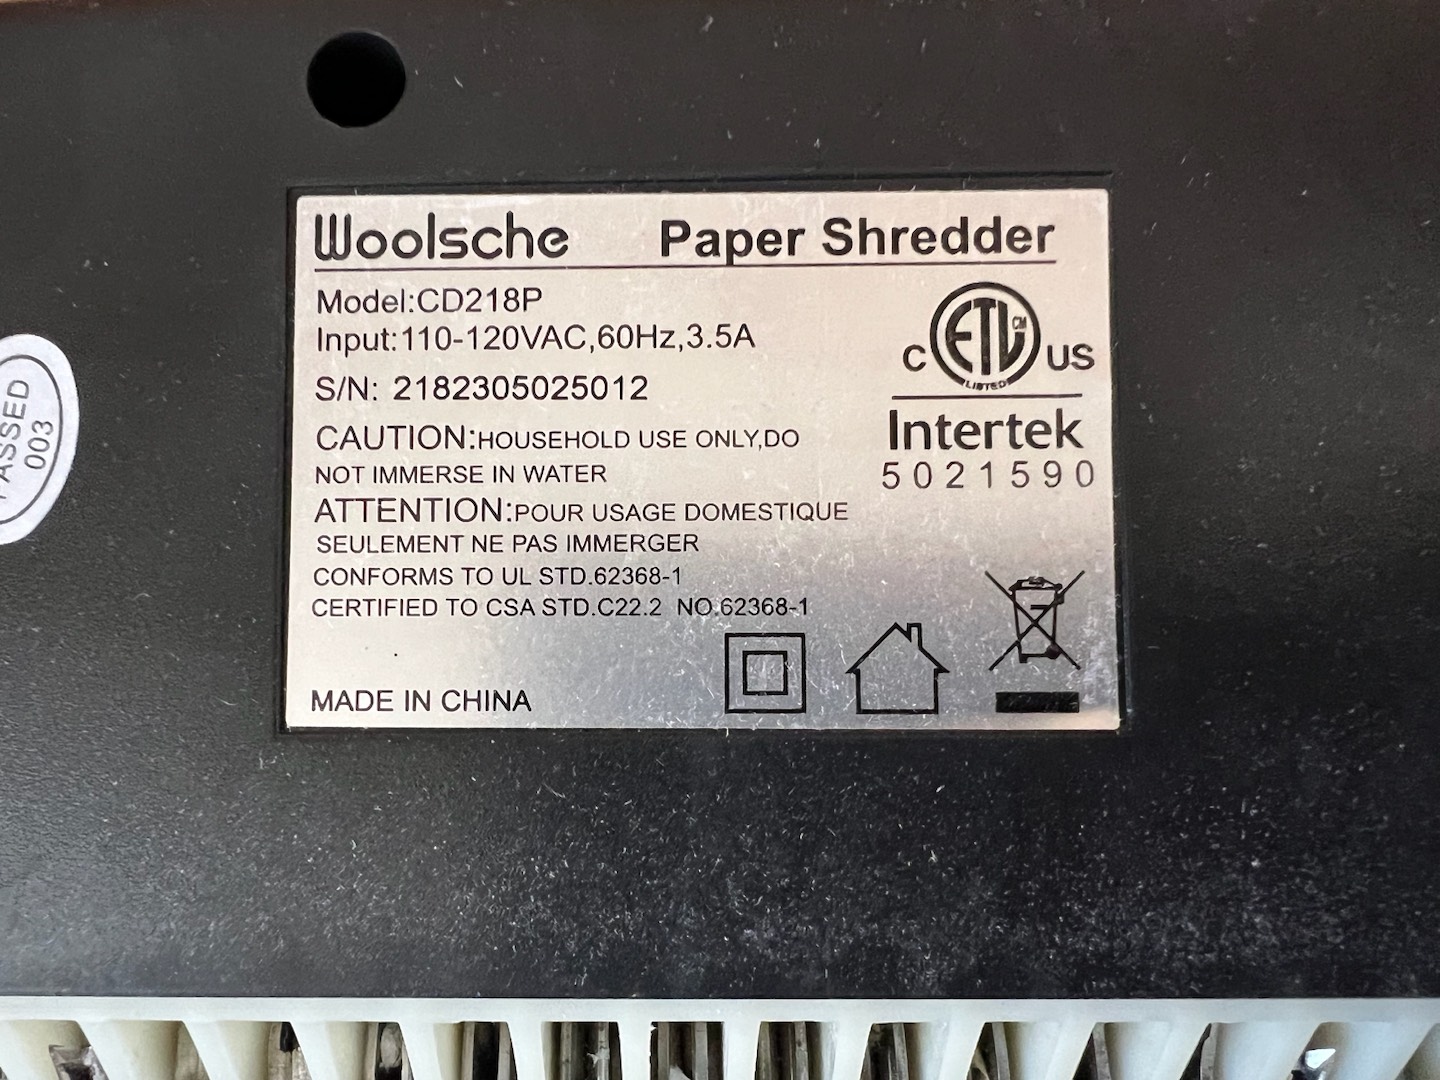 Woolsche Paper Shredder
Model:CD218P
Input:110-120VAC,60Hz,3.5A
S/N: 2182305025012
CAUTION:HOUSEHOLD USE ONLY,DO
NOT IMMERSE IN WATER
ATTENTION:POUR USAGE DOMESTIQUE
SEULEMENT NE PAS IMMERGER
CONFORMS TO UL STD.62368-1
CERTIFIED TO CSA STD.C22.2 NO.62368-1
MADE IN CHINA
C ETL CM US
LISTED
Intertek
5021590
PASSED
003